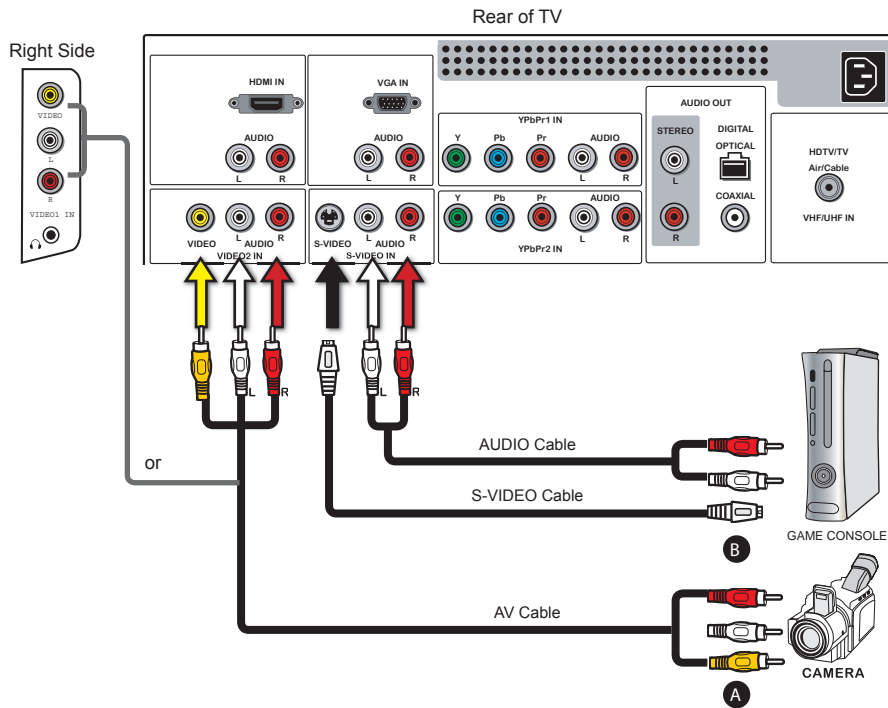 Rear of TV
Right Side
VIDEO
L
R
VIDEO1 IN
HDMI IN
AUDIO
L
R
VGA IN
AUDIO
L
R
YPbPr1 IN
Y
Pb
Pr
AUDIO
L
R
AUDIO OUT
STEREO
L
R
DIGITAL
OPTICAL
COAXIAL
HDTV/TV
Air/Cable
VHF/UHF IN
VIDEO
L
AUDIO
R
VIDEO2 IN
S-VIDEO
L
AUDIO
R
S-VIDEO IN
Y
Pb
Pr
AUDIO
L
R
YPbPr2 IN
L
R
L
R
or
AUDIO Cable
S-VIDEO Cable
B
GAME CONSOLE
AV Cable
A
CAMERA